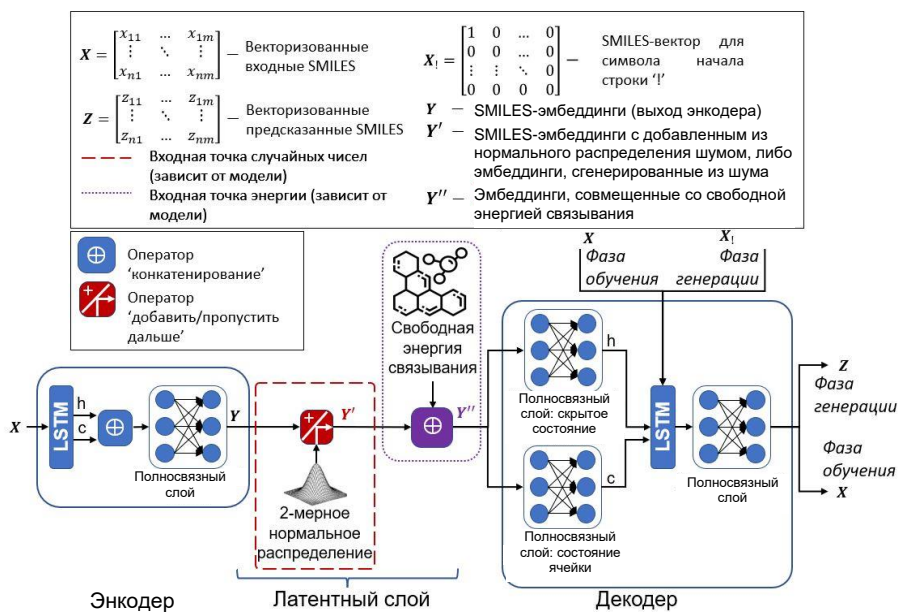 X = [x11 … x1m ⋮ ⋱ ⋮ xn1 … xnm] — Векторизованные
входные SMILES
Z = [z11 … z1m ⋮ ⋱ ⋮ zn1 … znm] — Векторизованные
предсказанные SMILES
Входная точка случайных чисел
(зависит от модели)
Входная точка энергии (зависит от
модели)
X! = [1 0 … 0 0 0 … 0 ⋮ ⋮ ⋱ 0 0 0 0 0] — SMILES-вектор для
символа начала
строки '!'
Y — SMILES-эмбеддинги (выход энкодера)
Y' — SMILES-эмбеддинги с добавленным из
нормального распределения шумом, либо
эмбеддинги, сгенерированные из
шума
Y'' — Эмбеддинги, совмещенные со свободной
энергией связывания
⊕ Оператор
'конкатенирование'
+ Оператор
'добавить/пропустить
дальше'
X X!
Фаза Фаза
обучения генерации
Свободная
энергия
связывания
X
LSTM
h
c
⊕
Полносвязный
слой
Y
+
Y'
2-мерное
нормальное
распределение
⊕
Y''
h
Полносвязный
слой: скрытое
состояние
c
Полносвязный
слой: состояние
ячейки
LSTM
Полносвязный
слой
Z
Фаза
генерации
Фаза
обучения
X
Энкодер
Латентный слой
Декодер